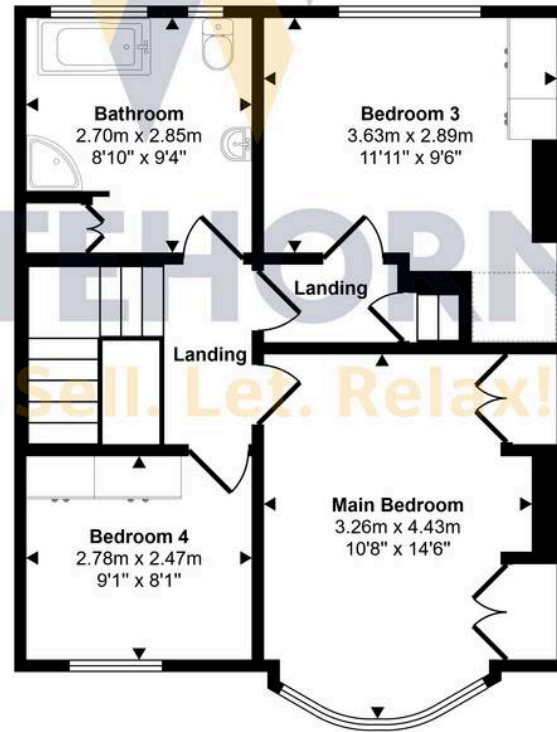 Bathroom
2.70m x 2.85m
8'10" x 9'4"
Bedroom 3
3.63m x 2.89m
11'11" x 9'6"
TEHORN
Landing
Landing
Sell. Let. Relax!
Main Bedroom
3.26m x 4.43m
10'8" x 14'6"
Bedroom 4
2.78m x 2.47m
9'1" x 8'1"